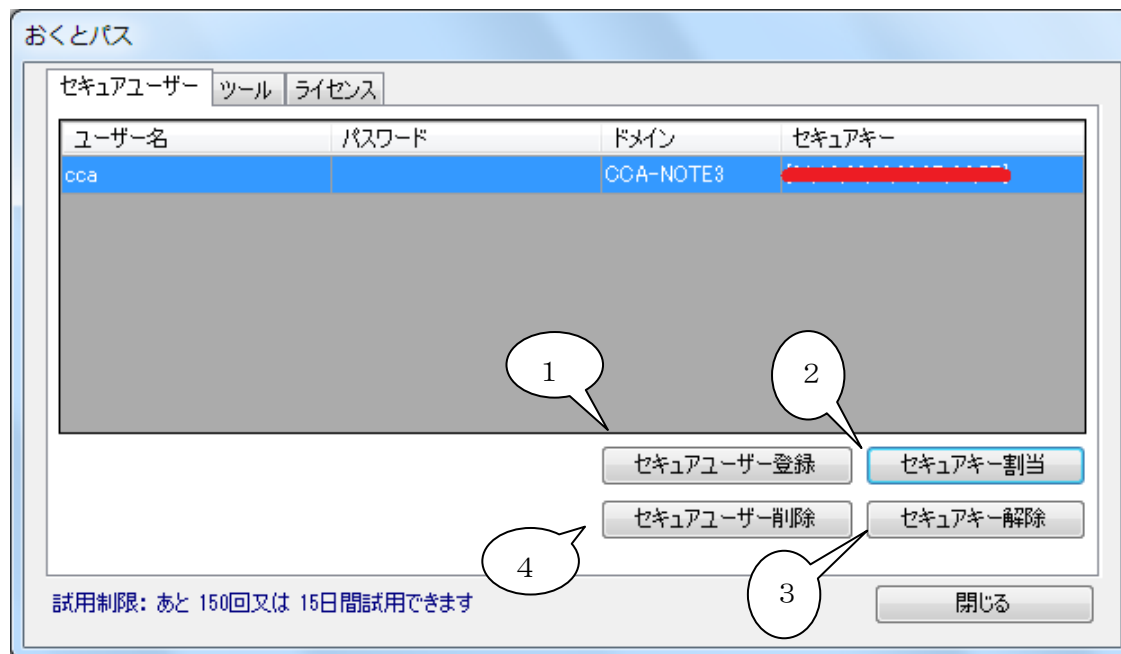 おくとパス
セキュアユーザー ツール ライセンス
ユーザー名 パスワード ドメイン セキュアキー
cca CCA-NOTE3
1
2
セキュアユーザー登録 セキュアキー割当
セキュアユーザー削除 セキュアキー解除
4
3
試用制限: あと 150回又は 15日間試用できます
閉じる